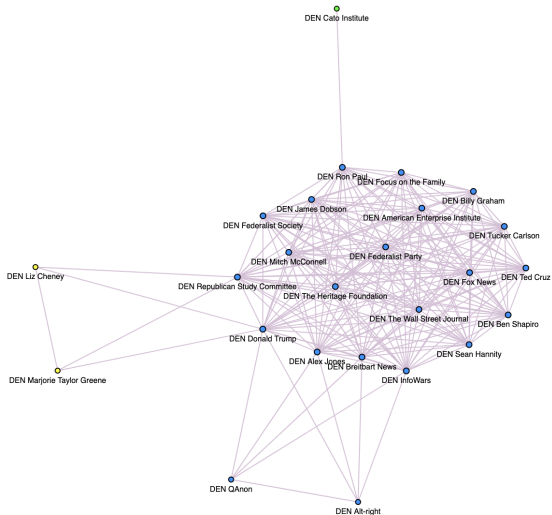 DEN Cato Institute
DEN Ron Paul
DEN Focus on the Family
DEN Billy Graham
DEN James Dobson
DEN American Enterprise Institute
DEN Federalist Society
DEN Tucker Carlson
DEN Federalist Party
DEN Mitch McConnell
DEN Liz Cheney
DEN Ted Cruz
DEN Fox News
DEN Republican Study Committee
DEN The Heritage Foundation
DEN The Wall Street Journal
DEN Ben Shapiro
DEN Donald Trump
DEN Sean Hannity
DEN Alex Jones
DEN Breitbart News
DEN Marjorie Taylor Greene
DEN InfoWars
DEN QAnon
DEN Alt-right